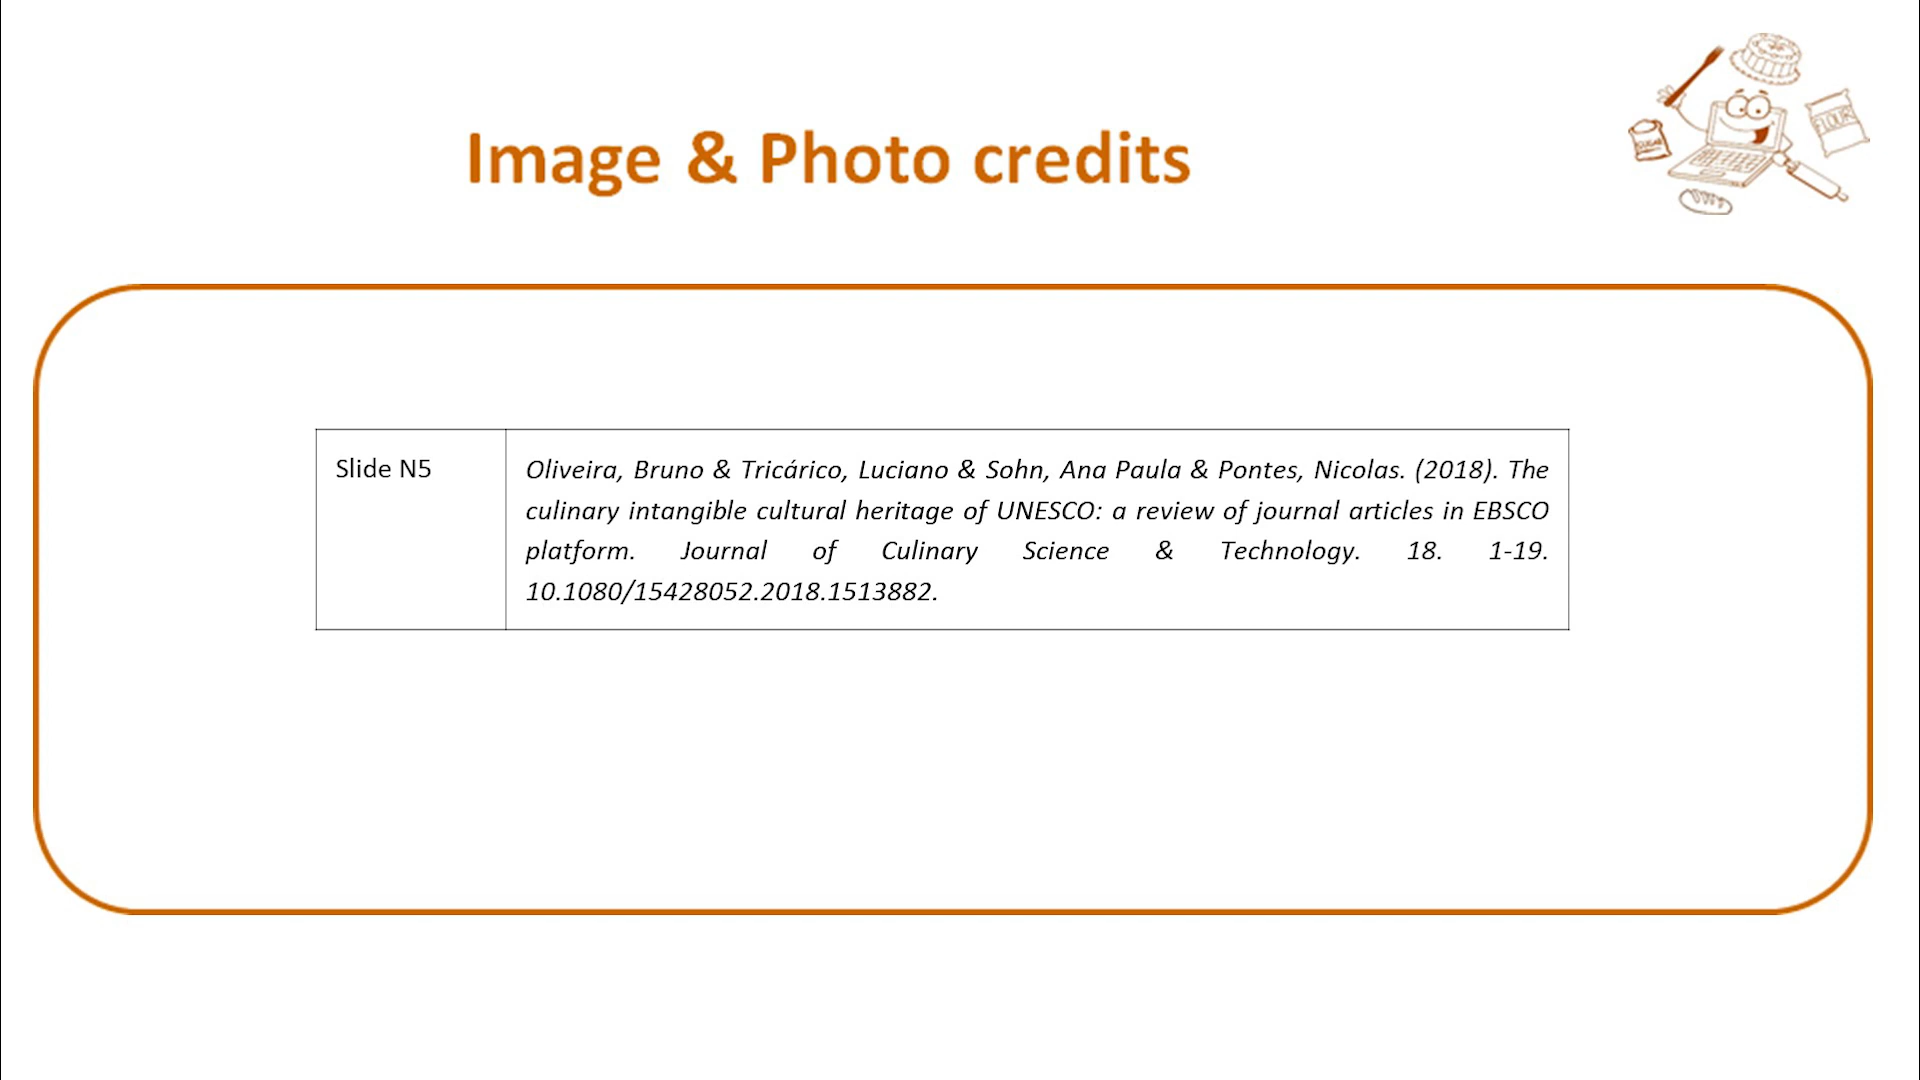 Image & Photo credits
SUGAR
FLOUR
Slide N5
Oliveira, Bruno & Tricárico, Luciano & Sohn, Ana Paula & Pontes, Nicolas. (2018). The
culinary intangible cultural heritage of UNESCO: a review of journal articles in EBSCO
platform. Journal of Culinary Science & Technology. 18. 1-19.
10.1080/15428052.2018.1513882.